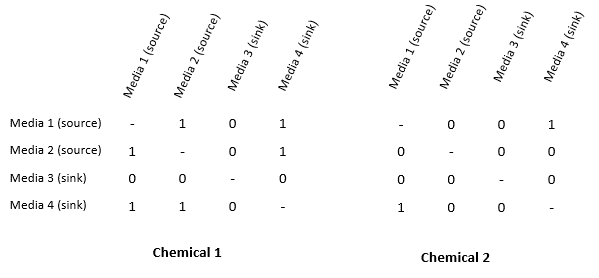 Media 1 (source) Media 2 (source) Media 3 (sink) Media 4 (sink) Media 1 (source) Media 2 (source) Media 3 (sink) Media 4 (sink)
Media 1 (source) - 1 0 1 - 0 0 1
Media 2 (source) 1 - 0 1 0 - 0 0
Media 3 (sink) 0 0 - 0 0 0 - 0
Media 4 (sink) 1 1 0 - 1 0 0 -
Chemical 1 Chemical 2